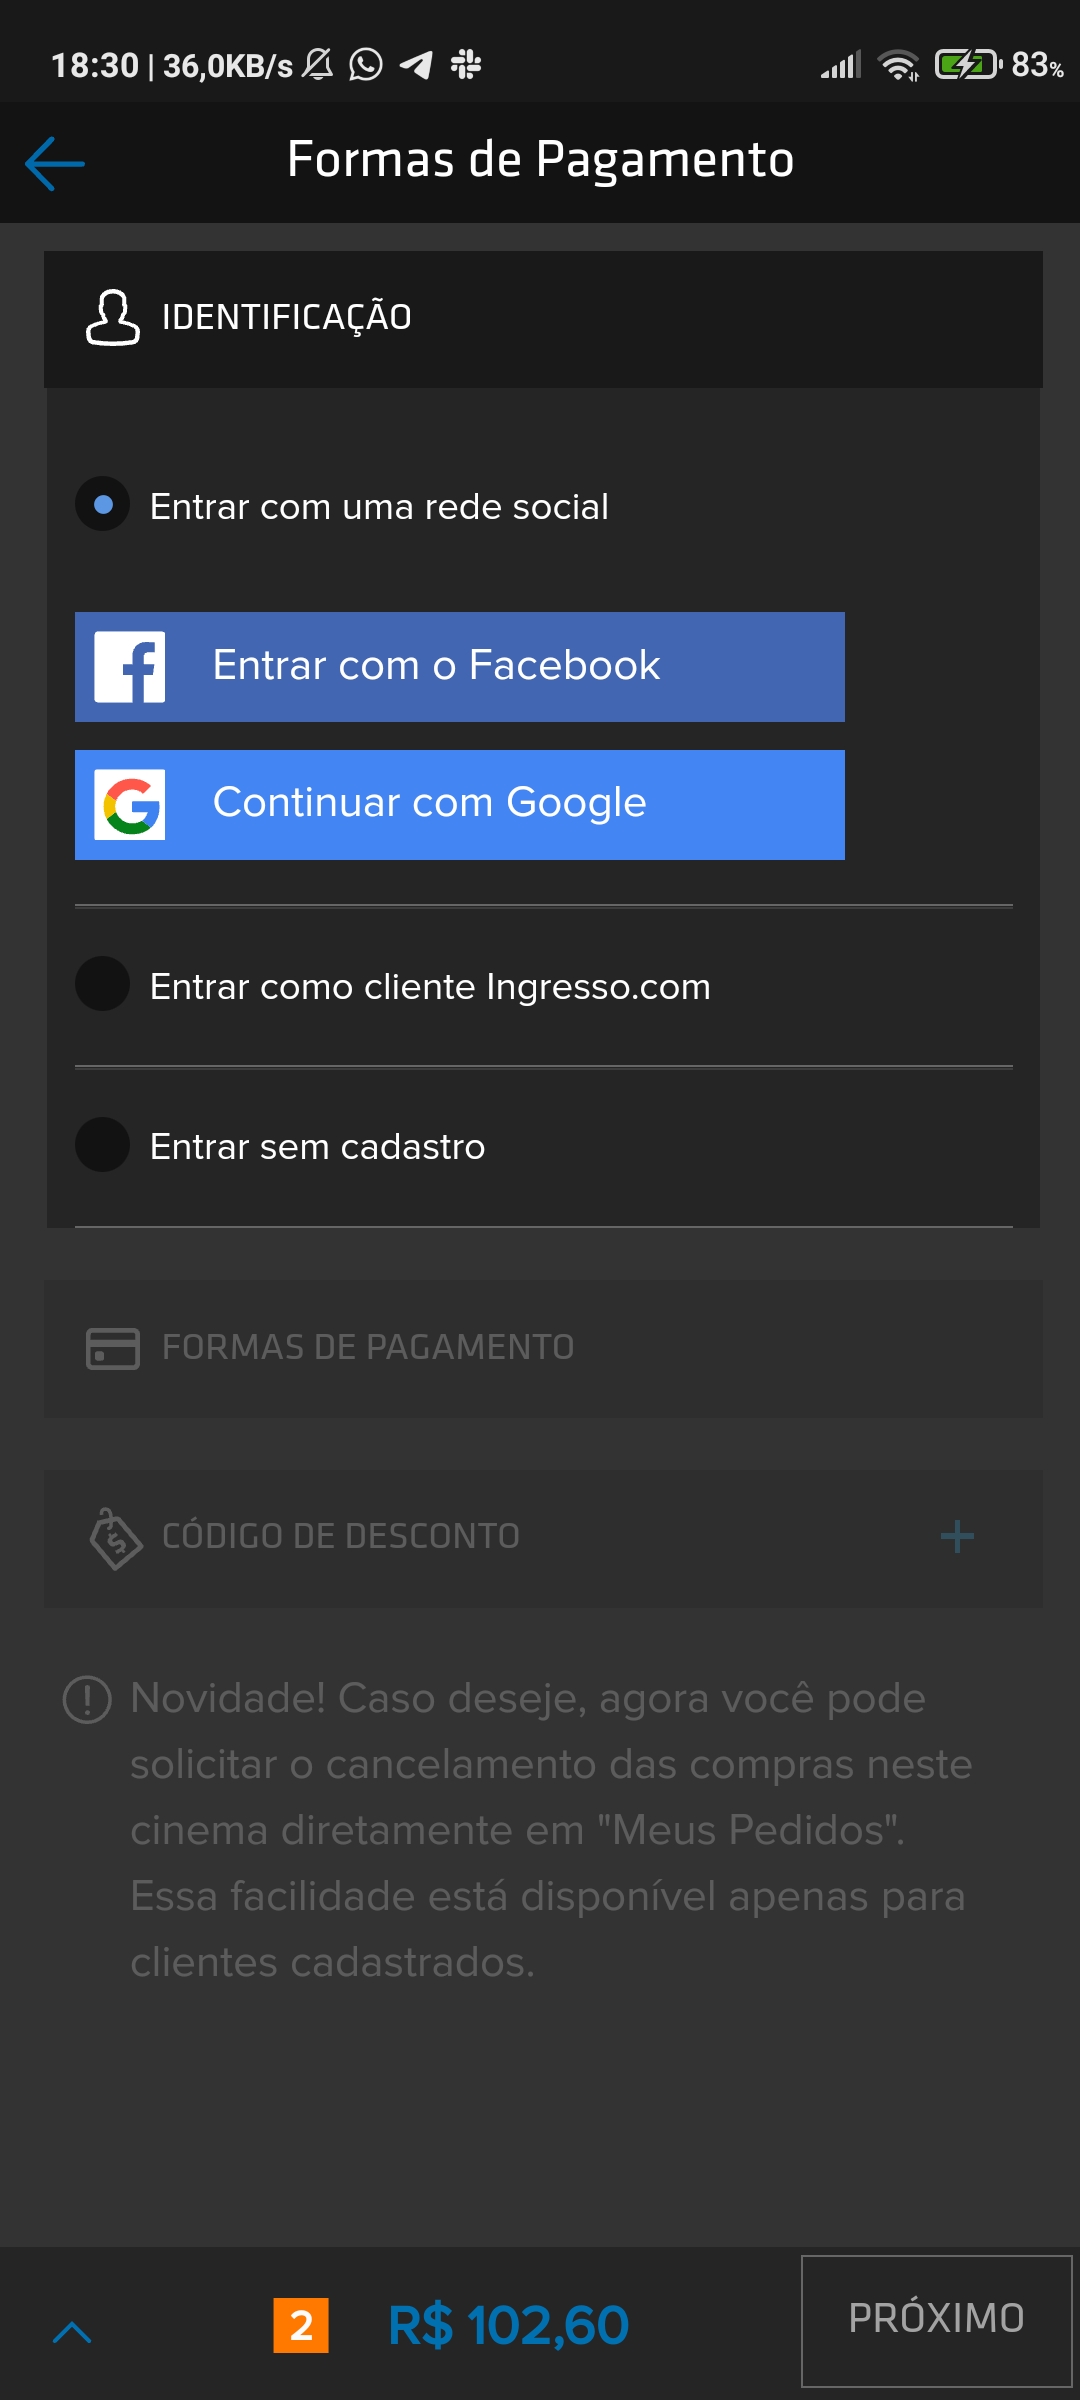 18:30 | 36,0KB/s 83%
Formas de Pagamento
IDENTIFICAÇÃO
Entrar com uma rede social
Entrar com o Facebook
Continuar com Google
Entrar como cliente Ingresso.com
Entrar sem cadastro
FORMAS DE PAGAMENTO
CÓDIGO DE DESCONTO +
Novidade! Caso deseje, agora você pode
solicitar o cancelamento das compras neste
cinema diretamente em "Meus Pedidos".
Essa facilidade está disponível apenas para
clientes cadastrados.
2 R$ 102,60 PRÓXIMO